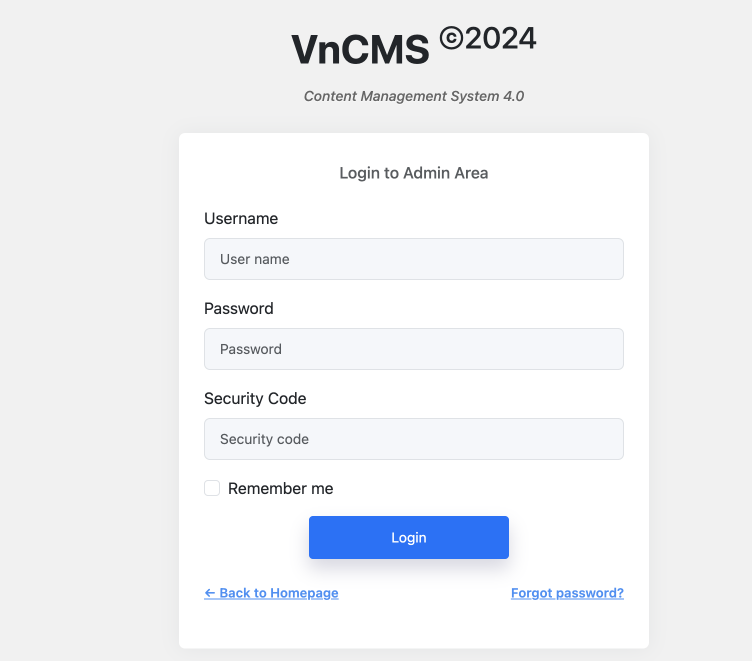 VnCMS ©2024
Content Management System 4.0
Login to Admin Area
Username
User name
Password
Password
Security Code
Security code
Remember me
Login
← Back to Homepage
Forgot password?